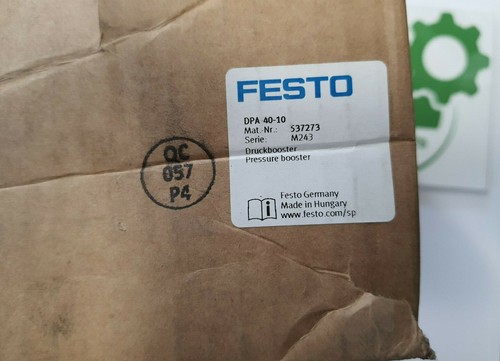 FESTO
DPA-40-10
Mat. Nr.: 537273
Serie: M243
Druckbooster
Pressure booster
Festo Germany
Made in Hungary
www.festo.com/sp
QC
057
P4